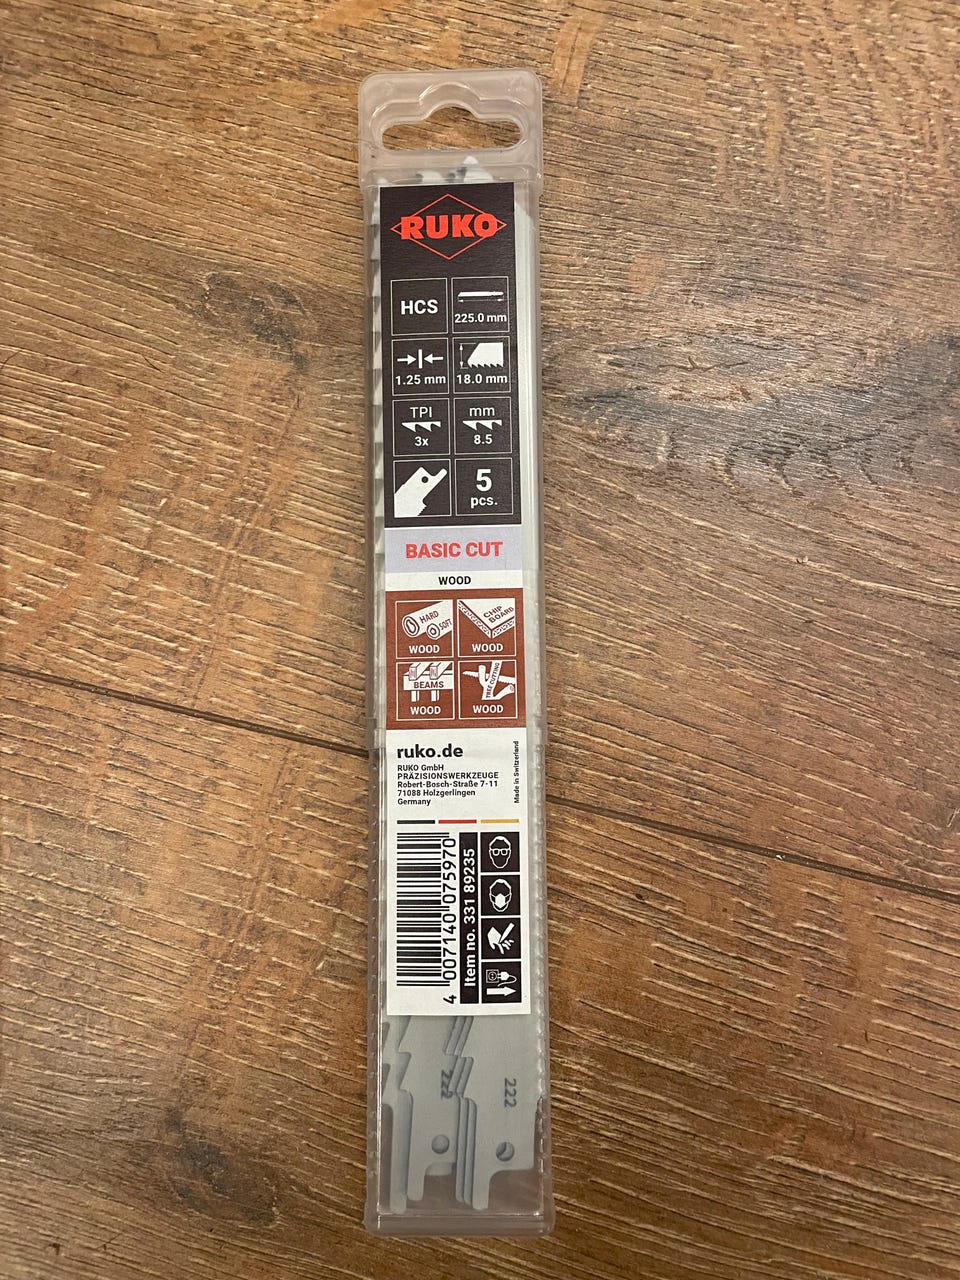 RUKO
HCS
225.0 mm
1.25 mm
18.0 mm
TPI
3x
mm
8.5
5
pcs.
BASIC CUT
WOOD
HARD
SOFT
WOOD
CHIP
BOARD
WOOD
BEAMS
WOOD
TREE CUTTING
WOOD
ruko.de
RUKO GmbH
PRÄZISIONSWERKZEUGE
Robert-Bosch-Straße 7-11
71088 Holzgerlingen
Germany
Made in Switzerland
4 007140 075970
Item no. 331 89235
222
222